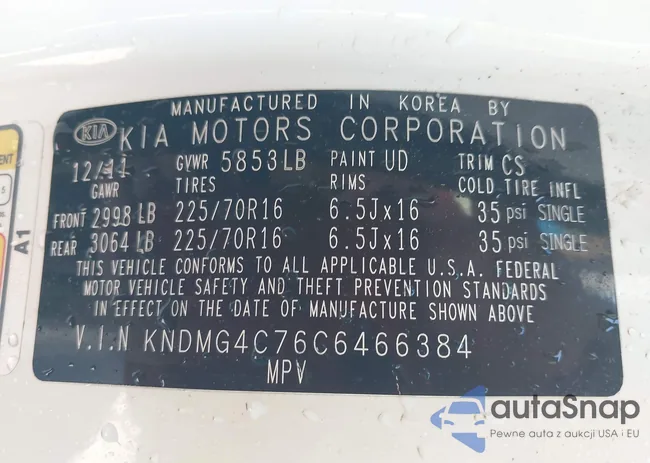 MANUFACTURED IN KOREA BY
KIA KIA MOTORS CORPORATION
12/11 GVWR 5853LB PAINT UD TRIM CS
GAWR TIRES RIMS COLD TIRE INFL
FRONT 2998 LB 225/70R16 6.5Jx16 35 psi SINGLE
REAR 3064 LB 225/70R16 6.5Jx16 35 psi SINGLE
THIS VEHICLE CONFORMS TO ALL APPLICABLE U.S.A. FEDERAL
MOTOR VEHICLE SAFETY AND THEFT PREVENTION STANDARDS
IN EFFECT ON THE DATE OF MANUFACTURE SHOWN ABOVE
V.I.N KNDMG4C76C6466384
MPV
A1
autaSnap
Pewne auta z aukcji USA i EU